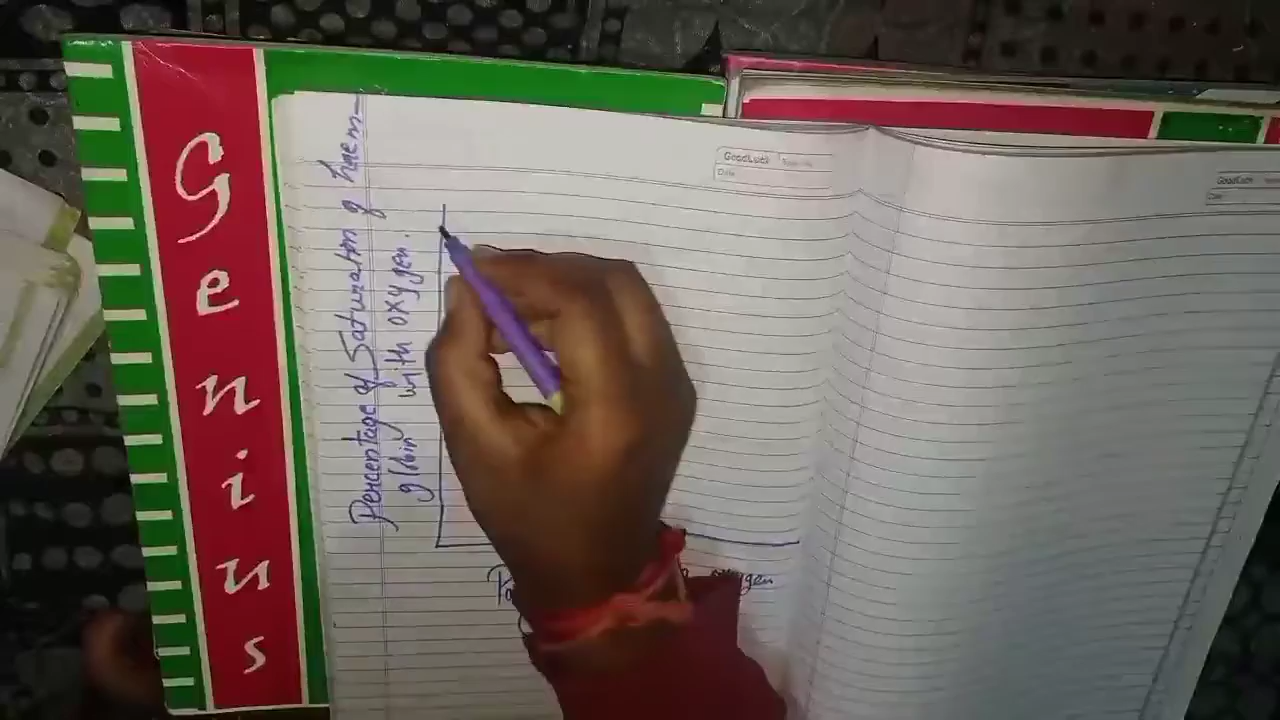 Genius
GoodLuck
Date
GoodLuck
Date
Percentage of Saturation of haem-
globin with oxygen.
oxygen